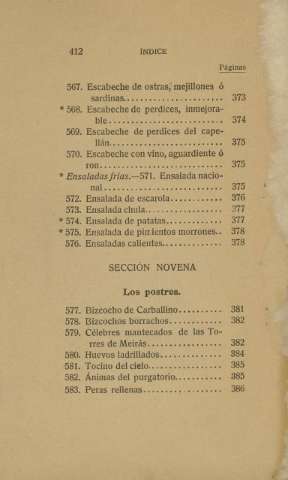 412 ÍNDICE
Páginas
567. Escabeche de ostras, mejillones ó
sardinas........................ 373
* 568. Escabeche de perdices, inmejora-
ble........................ 374
569. Escabeche de perdices del cape-
llán........................ 375
570. Escabeche con vino, aguardiente ó
ron........................ 375
* Ensaladas frías.—571. Ensalada nacio-
nal........................ 375
572. Ensalada de escarola............ 376
573. Ensalada chula................ 377
* 574. Ensalada de patatas............ 377
* 575. Ensalada de pimientos morrones.. 378
576. Ensaladas calientes............ 378
SECCIÓN NOVENA
Los postres.
577. Bizcocho de Carballino.......... 381
578. Bizcochos borrachos............ 382
579. Célebres mantecados de las To-
rres de Meirás................ 382
580. Huevos ladrillados............ 384
581. Tocino del cielo................ 385
582. Ánimas del purgatorio.......... 385
583. Peras rellenas................ 386